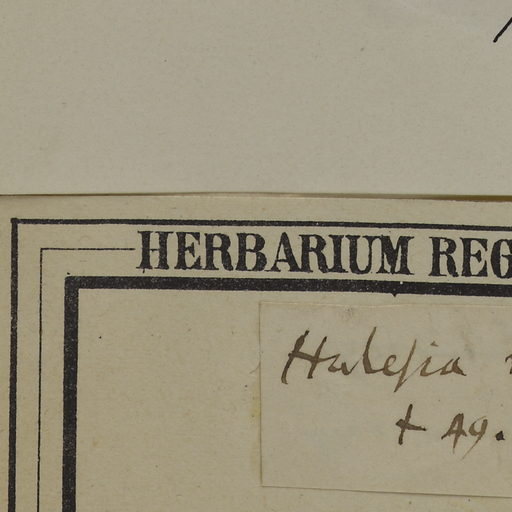 HERBARIUM REG
Halesia
+ 49.